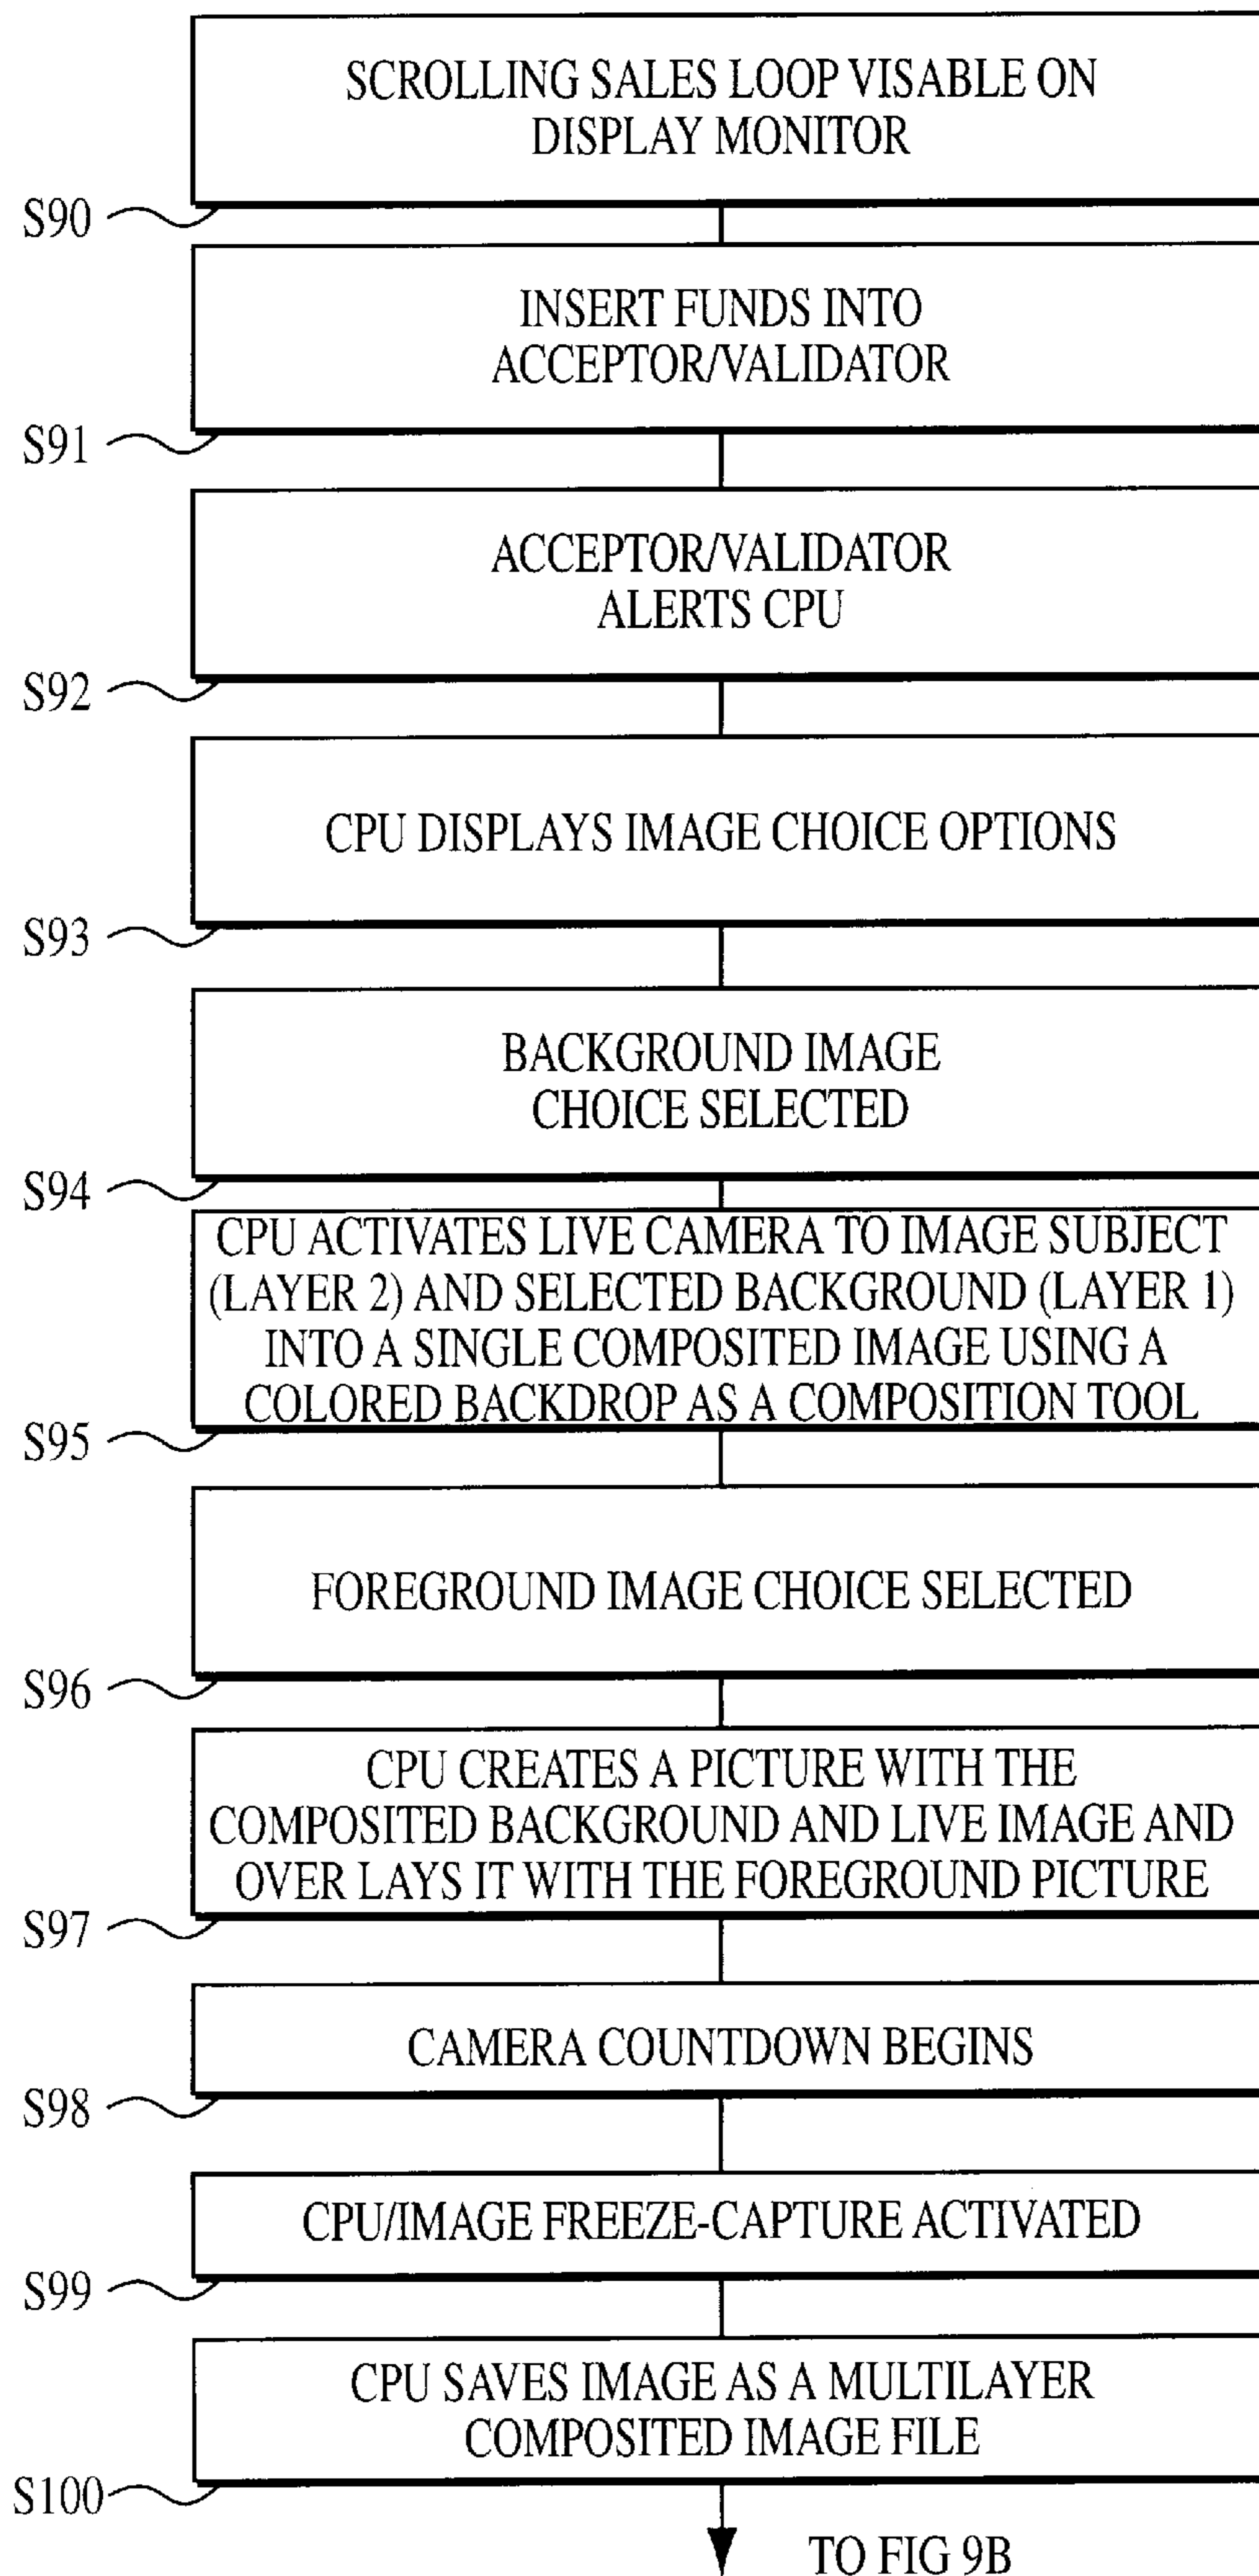 SCROLLING SALES LOOP VISABLE ON
DISPLAY MONITOR
S90
INSERT FUNDS INTO
ACCEPTOR/VALIDATOR
S91
ACCEPTOR/VALIDATOR
ALERTS CPU
S92
CPU DISPLAYS IMAGE CHOICE OPTIONS
S93
BACKGROUND IMAGE
CHOICE SELECTED
S94
CPU ACTIVATES LIVE CAMERA TO IMAGE SUBJECT
(LAYER 2) AND SELECTED BACKGROUND (LAYER 1)
INTO A SINGLE COMPOSITED IMAGE USING A
COLORED BACKDROP AS A COMPOSITION TOOL
S95
FOREGROUND IMAGE CHOICE SELECTED
S96
CPU CREATES A PICTURE WITH THE
COMPOSITED BACKGROUND AND LIVE IMAGE AND
OVER LAYS IT WITH THE FOREGROUND PICTURE
S97
CAMERA COUNTDOWN BEGINS
S98
CPU/IMAGE FREEZE-CAPTURE ACTIVATED
S99
CPU SAVES IMAGE AS A MULTILAYER
COMPOSITED IMAGE FILE
S100
TO FIG 9B